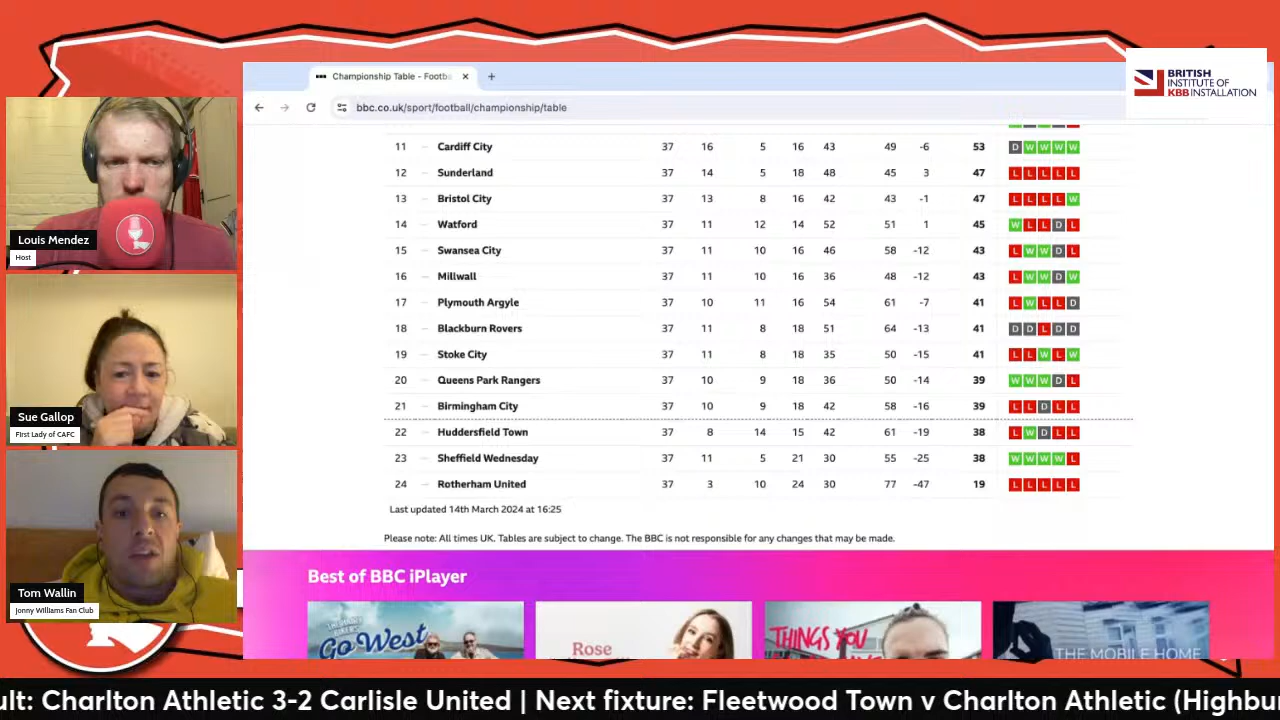 Championship Table - Footba
bbc.co.uk/sport/football/championship/table
BRITISH
INSTITUTE OF
KBB INSTALLATION
11 Cardiff City 37 16 5 16 43 49 -6 53 D W W W W
12 Sunderland 37 14 5 18 48 45 3 47 L L L L L
13 Bristol City 37 13 8 16 42 43 -1 47 L L L L W
14 Watford 37 11 12 14 52 51 1 45 W L L D L
15 Swansea City 37 11 10 16 46 58 -12 43 L W W D L
16 Millwall 37 11 10 16 36 48 -12 43 L W W D W
17 Plymouth Argyle 37 10 11 16 54 61 -7 41 L W L L D
18 Blackburn Rovers 37 11 8 18 51 64 -13 41 D D L D D
19 Stoke City 37 11 8 18 35 50 -15 41 L L W L W
20 Queens Park Rangers 37 10 9 18 36 50 -14 39 W W W D L
21 Birmingham City 37 10 9 18 42 58 -16 39 L L D L L
22 Huddersfield Town 37 8 14 15 42 61 -19 38 L W D L L
23 Sheffield Wednesday 37 11 5 21 30 55 -25 38 W W W W L
24 Rotherham United 37 3 10 24 30 77 -47 19 L L L L L
Last updated 14th March 2024 at 16:25
Please note: All times UK. Tables are subject to change. The BBC is not responsible for any changes that may be made.
Best of BBC iPlayer
Go West
Rose
THINGS YOU
THE MOBILE HOME
Louis Mendez
Host
Sue Gallop
First Lady of CAFC
Tom Wallin
Jonny Williams Fan Club
ult: Charlton Athletic 3-2 Carlisle United | Next fixture: Fleetwood Town v Charlton Athletic (Highbu